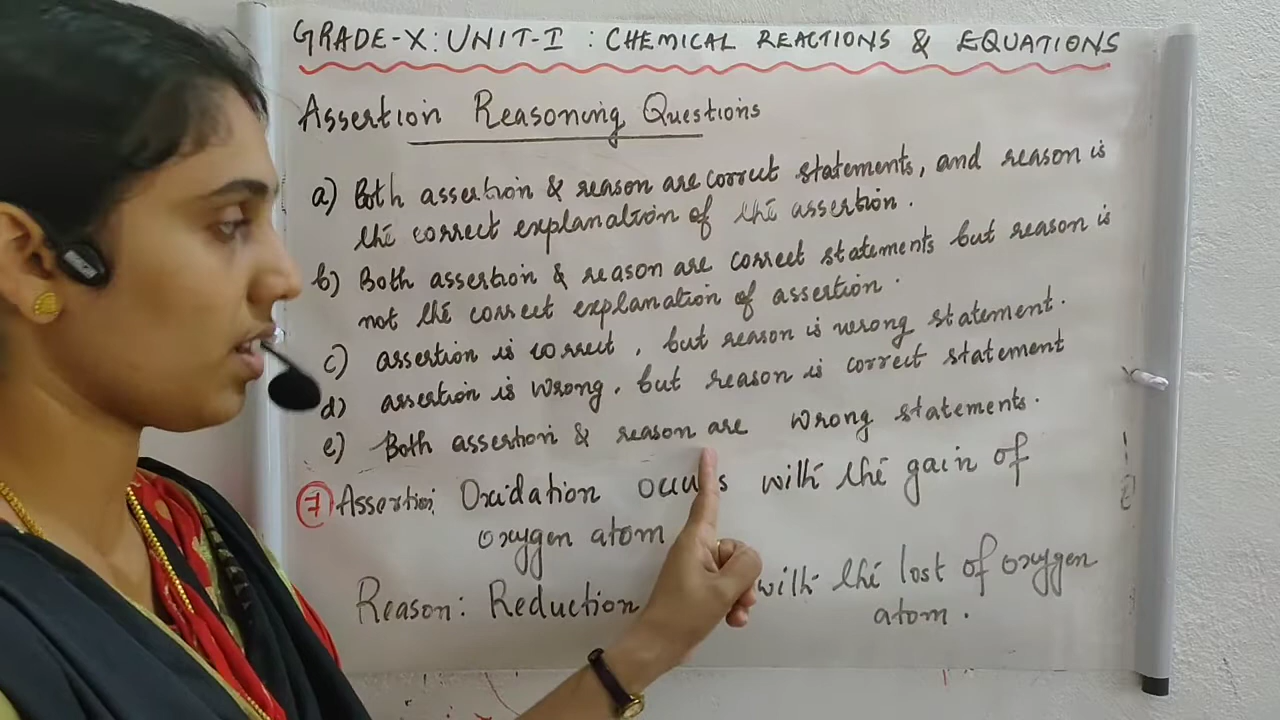 GRADE-X: UNIT-I : CHEMICAL REACTIONS & EQUATIONS
Assertion Reasoning Questions
a) Both assertion & reason are correct statements, and reason is
the correct explanation of the assertion.
b) Both assertion & reason are correct statements but reason is
not the correct explanation of assertion.
c) assertion is correct, but reason is wrong statement.
d) assertion is wrong, but reason is correct statement
e) Both assertion & reason are wrong statements.
7 Assertion: Oxidation occurs with the gain of
oxygen atom
Reason: Reduction with the lost of oxygen
atom.